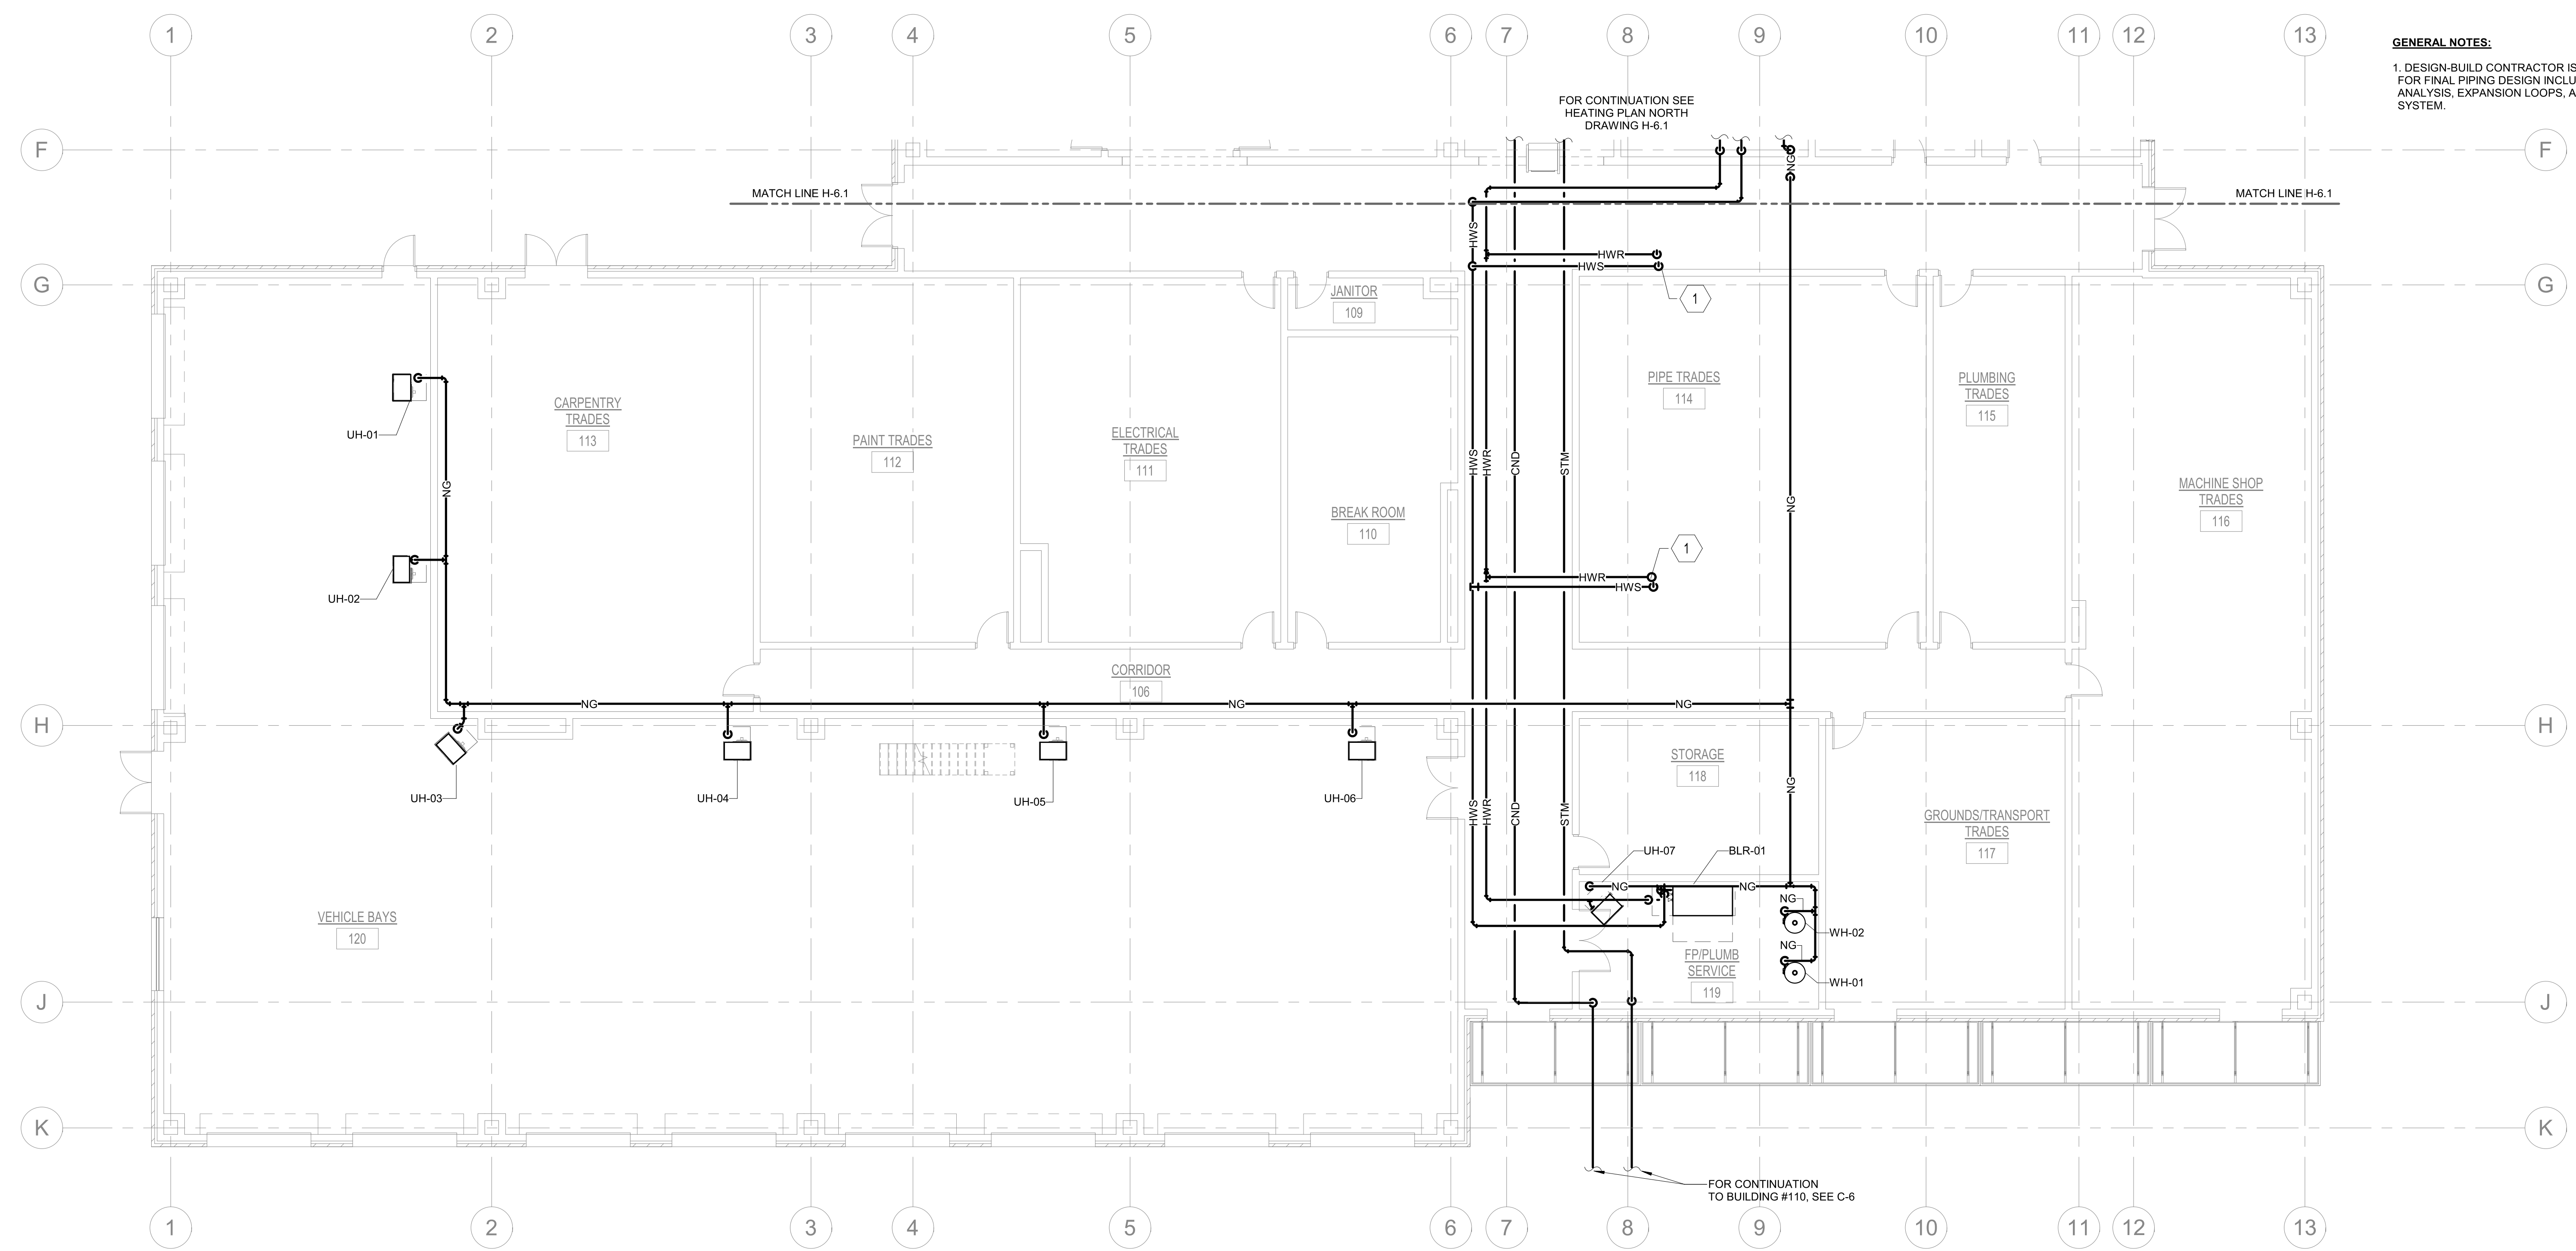 1
2
3
4
5
6
7
8
9
10
11
12
13
GENERAL NOTES:
1. DESIGN-BUILD CONTRACTOR IS
FOR FINAL PIPING DESIGN INCLU
ANALYSIS, EXPANSION LOOPS, A
SYSTEM.
FOR CONTINUATION SEE
HEATING PLAN NORTH
DRAWING H-6.1
F
F
NG
MATCH LINE H-6.1
MATCH LINE H-6.1
HWS
HWR
HWS
G
G
JANITOR
109
1
CARPENTRY
TRADES
113
PAINT TRADES
112
ELECTRICAL
TRADES
111
BREAK ROOM
110
PIPE TRADES
114
PLUMBING
TRADES
115
MACHINE SHOP
TRADES
116
UH-01
NG
HWS
HWR
CND
STM
NG
UH-02
1
HWR
HWS
CORRIDOR
106
NG
NG
NG
H
H
UH-03
UH-04
UH-05
UH-06
STORAGE
118
NG
HWS
HWR
CND
STM
GROUNDS/TRANSPORT
TRADES
117
UH-07
BLR-01
NG
NG
NG
WH-02
NG
WH-01
VEHICLE BAYS
120
FP/PLUMB
SERVICE
119
J
J
K
K
FOR CONTINUATION
TO BUILDING #110, SEE C-6
1
2
3
4
5
6
7
8
9
10
11
12
13